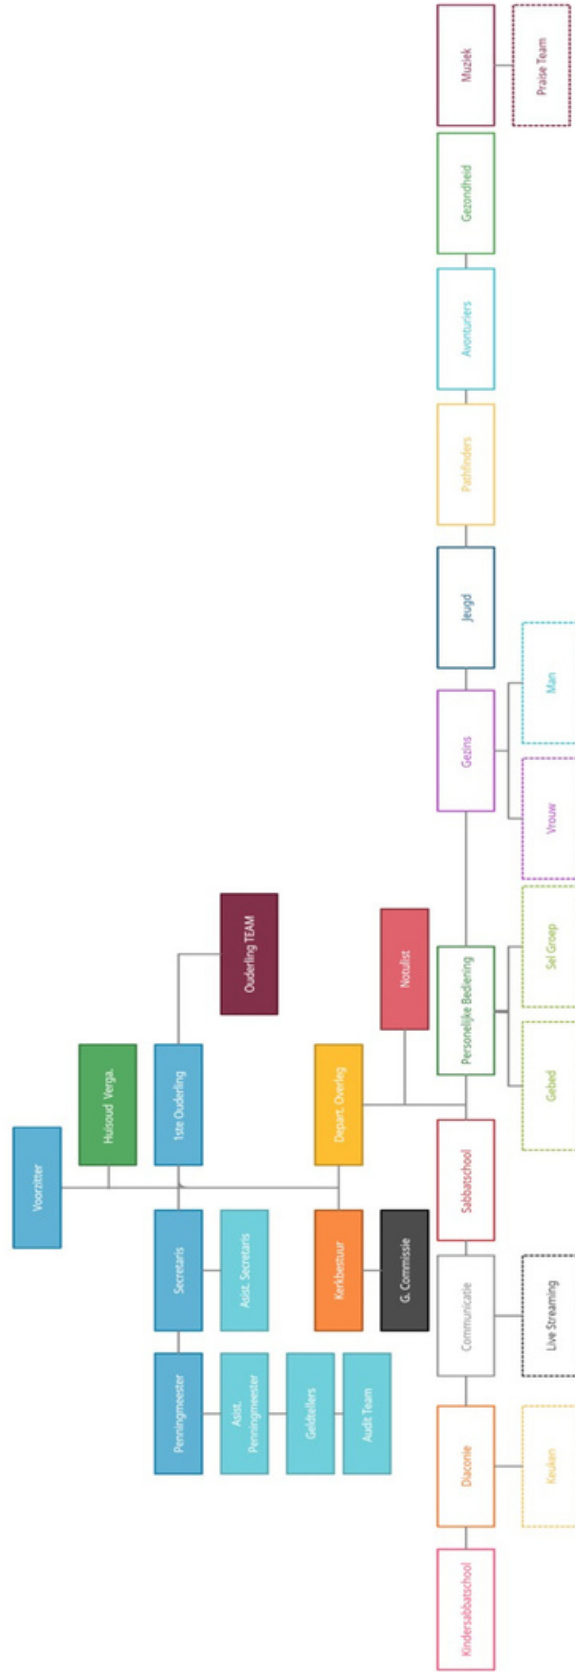 Voorzitter
Huisoud Verga.
Penningmeester
Secretaris
1ste Ouderling
Asist.
Penningmeester
Asist. Secretaris
Ouderling TEAM
Geldtellers
Kerkbestuur
Depart. Overleg
Audit Team
G. Commissie
Notulist
Kindersabbatschool
Diaconie
Communicatie
Sabbatschool
Personelijke Bediening
Gezins
Jeugd
Pathfinders
Avonturiers
Gezondheid
Muziek
Keuken
Live Streaming
Gebed
Sel Groep
Vrouw
Man
Praise Team